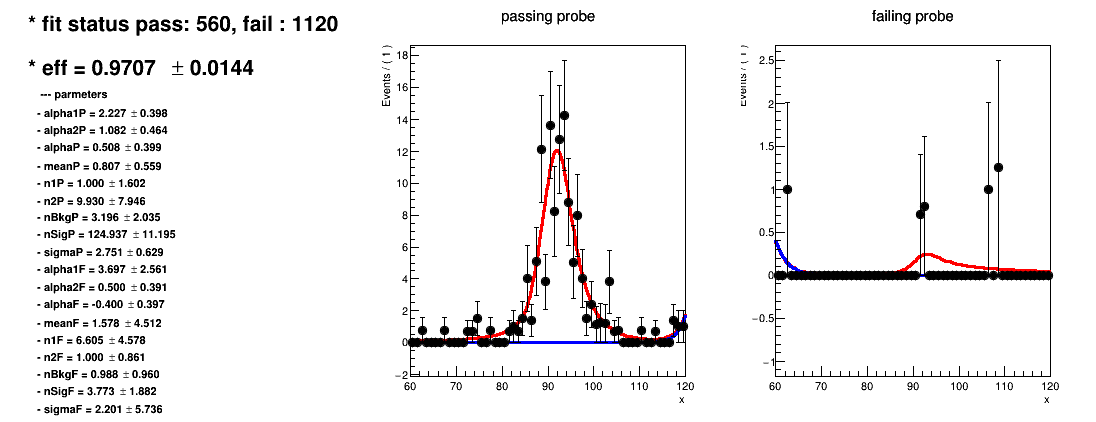 * fit status pass: 560, fail : 1120
* eff = 0.9707 ± 0.0144
--- parmeters
- alpha1P = 2.227 ± 0.398
- alpha2P = 1.082 ± 0.464
- alphaP = 0.508 ± 0.399
- meanP = 0.807 ± 0.559
- n1P = 1.000 ± 1.602
- n2P = 9.930 ± 7.946
- nBkgP = 3.196 ± 2.035
- nSigP = 124.937 ± 11.195
- sigmaP = 2.751 ± 0.629
- alpha1F = 3.697 ± 2.561
- alpha2F = 0.500 ± 0.391
- alphaF = -0.400 ± 0.397
- meanF = 1.578 ± 4.512
- n1F = 6.605 ± 4.578
- n2F = 1.000 ± 0.861
- nBkgF = 0.988 ± 0.960
- nSigF = 3.773 ± 1.882
- sigmaF = 2.201 ± 5.736
passing probe
Events / ( 1 )
18
16
14
12
10
8
6
4
2
0
−2
60 70 80 90 100 110 120
x
failing probe
Events / ( 1 )
2.5
2
1.5
1
0.5
0
−0.5
−1
60 70 80 90 100 110 120
x